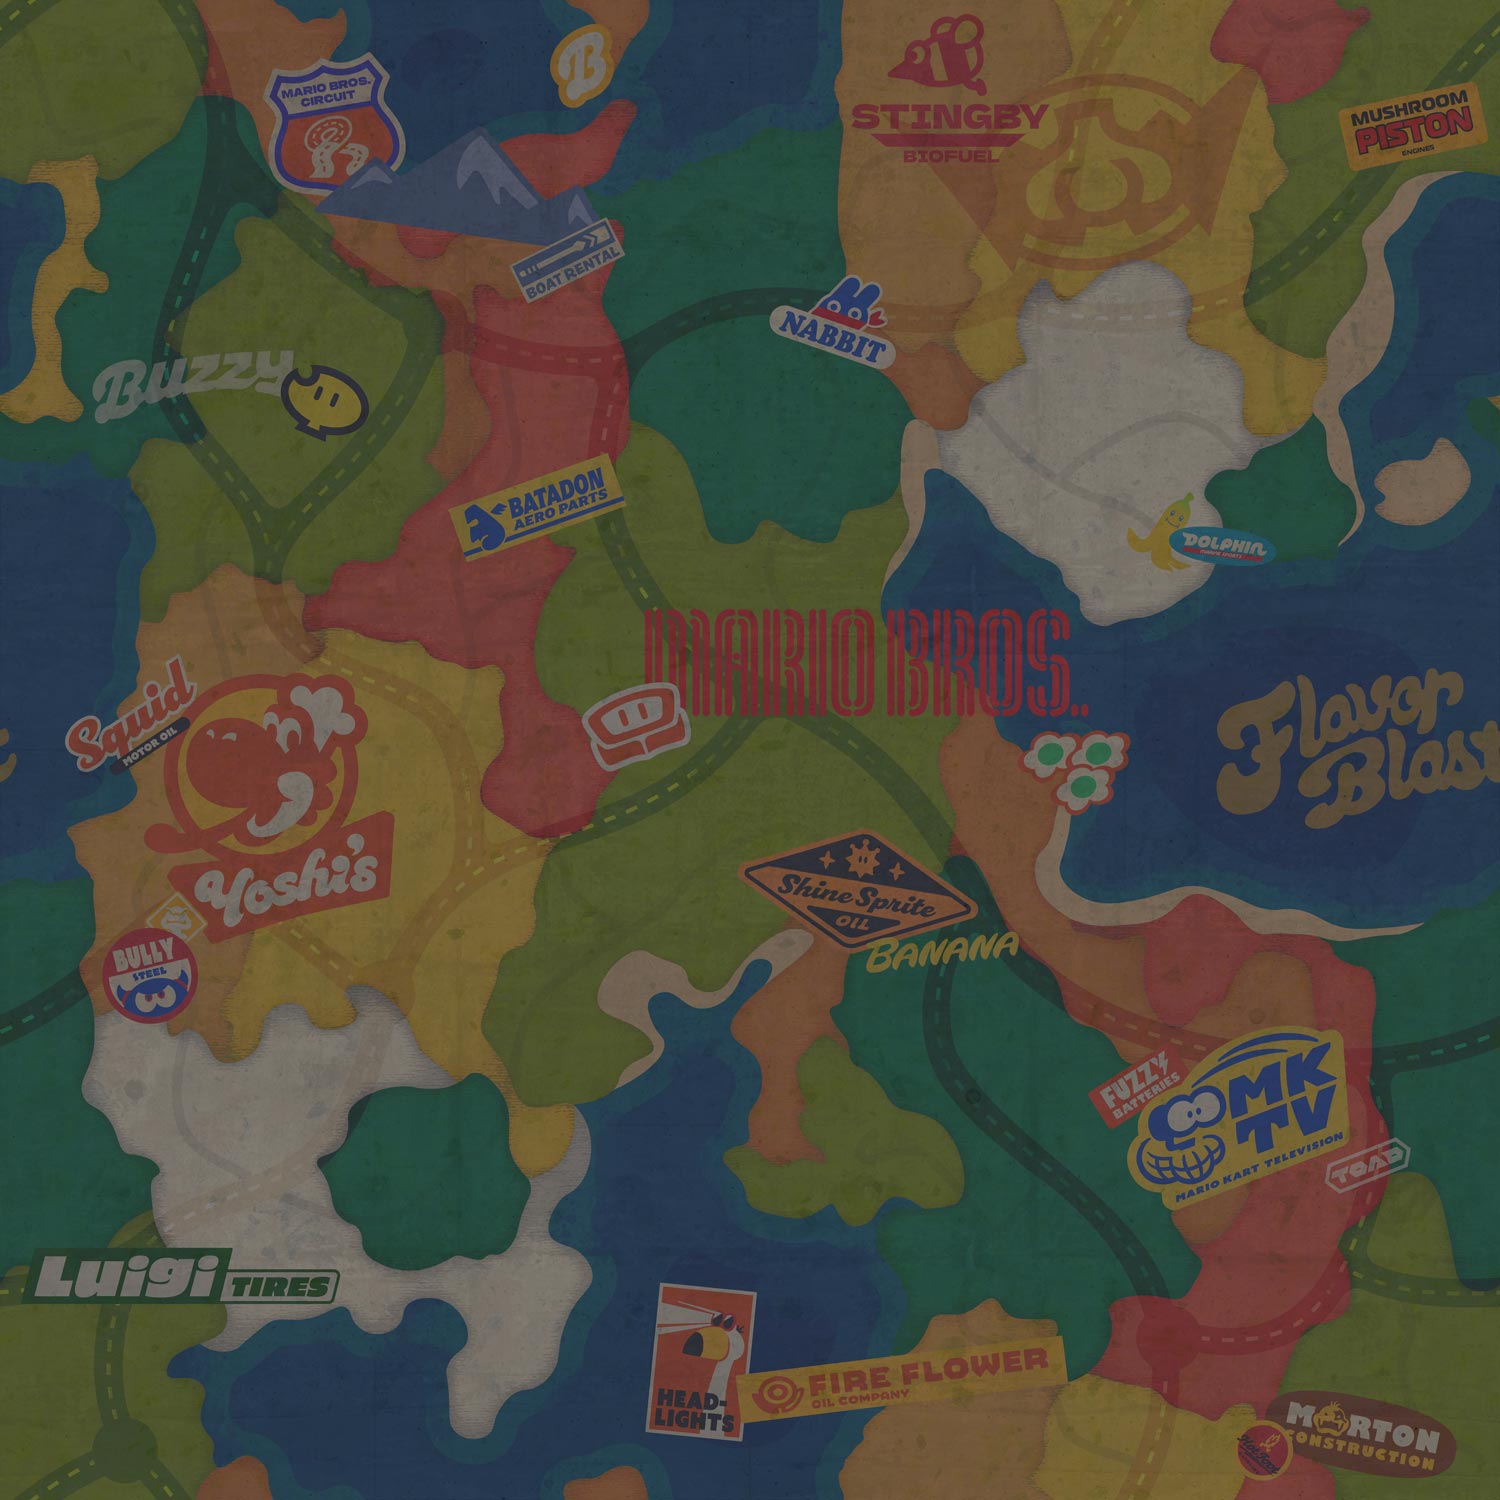 B
MARIO BROS.
CIRCUIT
STINGBY
BIOFUEL
MUSHROOM
PISTON
ENGINES
BOAT RENTAL
NABBIT
Buzzy
BATADON
AERO PARTS
DOLPHIN
MARINE SPORTS
MARIO BROS.
Squid
MOTOR OIL
Flavor
Blast
Yoshi's
Shine Sprite
OIL
BANANA
BULLY
STEEL
FUZZY
BATTERIES
MK
TV
MARIO KART TELEVISION
TOAD
Luigi
TIRES
HEAD-
LIGHTS
FIRE FLOWER
OIL COMPANY
MORTON
CONSTRUCTION